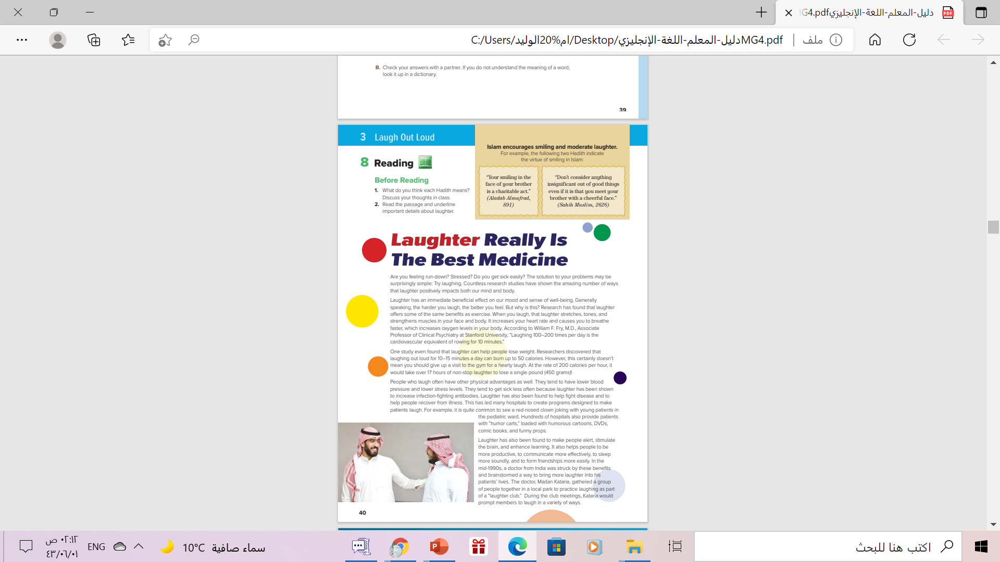 دليل-المعلم-اللغة-الإنجليزيMG4.pdf
ملف
C:/Users/ام%20الوليد/Desktop/دليل-المعلم-اللغة-الإنجليزيMG4.pdf
B. Check your answers with a partner. If you do not understand the meaning of a word,
look it up in a dictionary.
39
3 Laugh Out Loud
8 Reading
Before Reading
1. What do you think each Hadith means?
Discuss your thoughts in class.
2. Read the passage and underline
important details about laughter.
Islam encourages smiling and moderate laughter.
For example, the following two Hadith indicate
the virtue of smiling in Islam:
“Your smiling in the
face of your brother
is a charitable act.”
(Aladab Almufrad,
891)
“Don’t consider anything
insignificant out of good things
even if it is that you meet your
brother with a cheerful face.”
(Sahih Muslim, 2626)
Laughter Really Is
The Best Medicine
Are you feeling run-down? Stressed? Do you get sick easily? The solution to your problems may be
surprisingly simple: Try laughing. Countless research studies have shown the amazing number of ways
that laughter positively impacts both our mind and body.
Laughter has an immediate beneficial effect on our mood and sense of well-being. Generally
speaking, the harder you laugh, the better you feel. But why is this? Research has found that laughter
offers some of the same benefits as exercise. When you laugh, that laughter stretches, tones, and
strengthens muscles in your face and body. It increases your heart rate and causes you to breathe
faster, which increases oxygen levels in your body. According to William F. Fry, M.D., Associate
Professor of Clinical Psychiatry at Stanford University, “Laughing 100–200 times per day is the
cardiovascular equivalent of rowing for 10 minutes.”
One study even found that laughter can help people lose weight. Researchers discovered that
laughing out loud for 10–15 minutes a day can burn up to 50 calories. However, this certainly doesn’t
mean you should give up a visit to the gym for a hearty laugh. At the rate of 200 calories per hour, it
would take over 17 hours of non-stop laughter to lose a single pound (450 grams)!
People who laugh often have other physical advantages as well. They tend to have lower blood
pressure and lower stress levels. They tend to get sick less often because laughter has been shown
to increase infection-fighting antibodies. Laughter has also been found to help fight disease and to
help people recover from illness. This has led many hospitals to create programs designed to make
patients laugh. For example, it is quite common to see a red-nosed clown joking with young patients in
the pediatric ward. Hundreds of hospitals also provide patients
with “humor carts,” loaded with humorous cartoons, DVDs,
comic books, and funny props.
Laughter has also been found to make people alert, stimulate
the brain, and enhance learning. It also helps people to be
more productive, to communicate more effectively, to sleep
more soundly, and to form friendships more easily. In the
mid-1990s, a doctor from India was struck by these benefits
and brainstormed a way to bring more laughter into his
patients’ lives. The doctor, Madan Kataria, gathered a group
of people together in a local park to practice laughing as part
of a “laughter club.” During the club meetings, Kataria would
prompt members to laugh in a variety of ways.
40
اكتب هنا للبحث
10°C سماء صافية
ENG
٠٢:١٢ ص
٤٣/٠٦/٠١